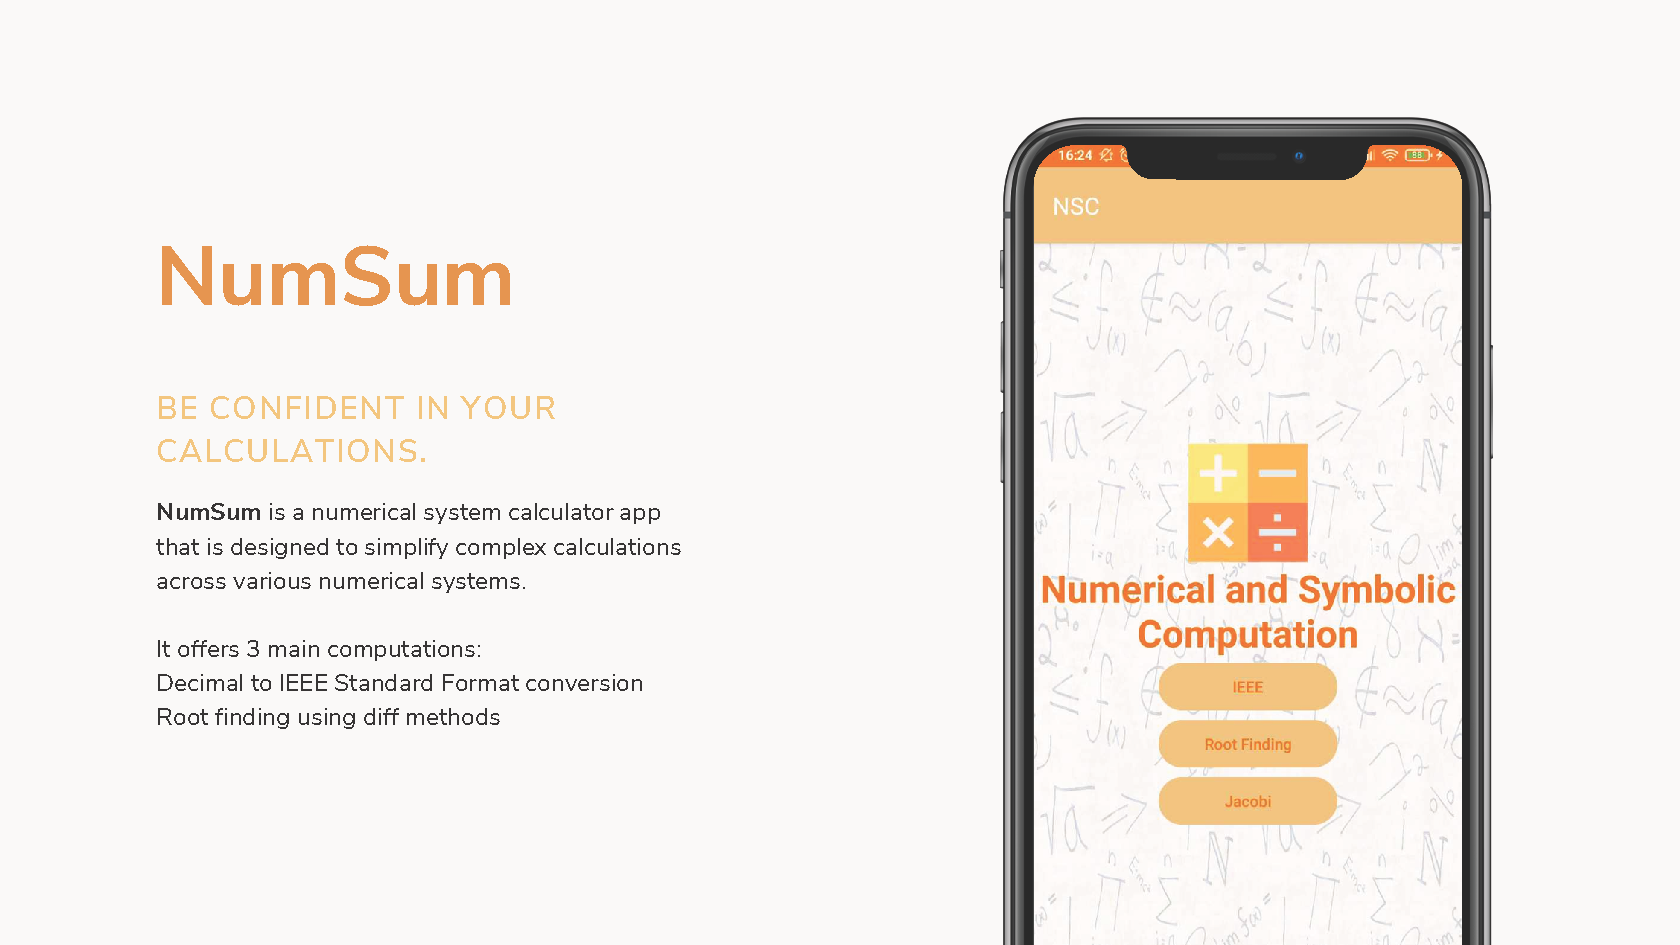 NumSum
BE CONFIDENT IN YOUR
CALCULATIONS.
NumSum is a numerical system calculator app
that is designed to simplify complex calculations
across various numerical systems.
It offers 3 main computations:
Decimal to IEEE Standard Format conversion
Root finding using diff methods
16:24
88
NSC
Numerical and Symbolic
Computation
IEEE
Root Finding
Jacobi